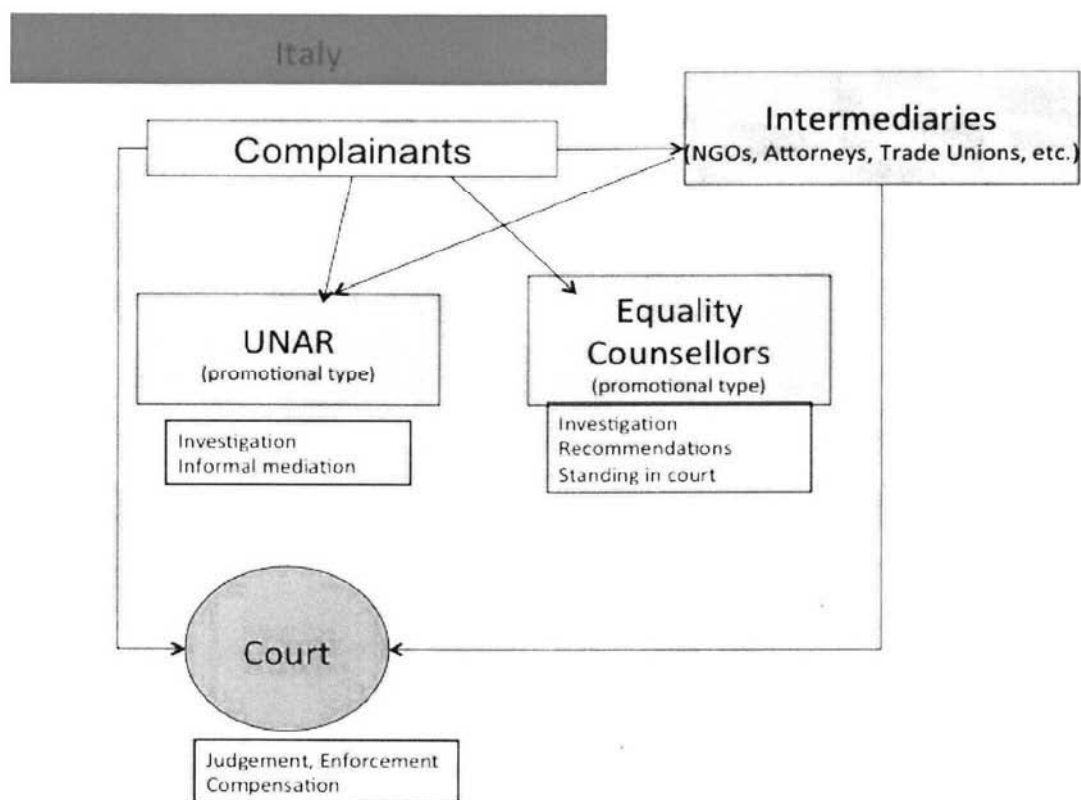 Italy
Complainants
Intermediaries
(NGOs, Attorneys, Trade Unions, etc.)
UNAR
(promotional type)
Investigation
Informal mediation
Equality
Counsellors
(promotional type)
Investigation
Recommendations
Standing in court
Court
Judgement, Enforcement
Compensation